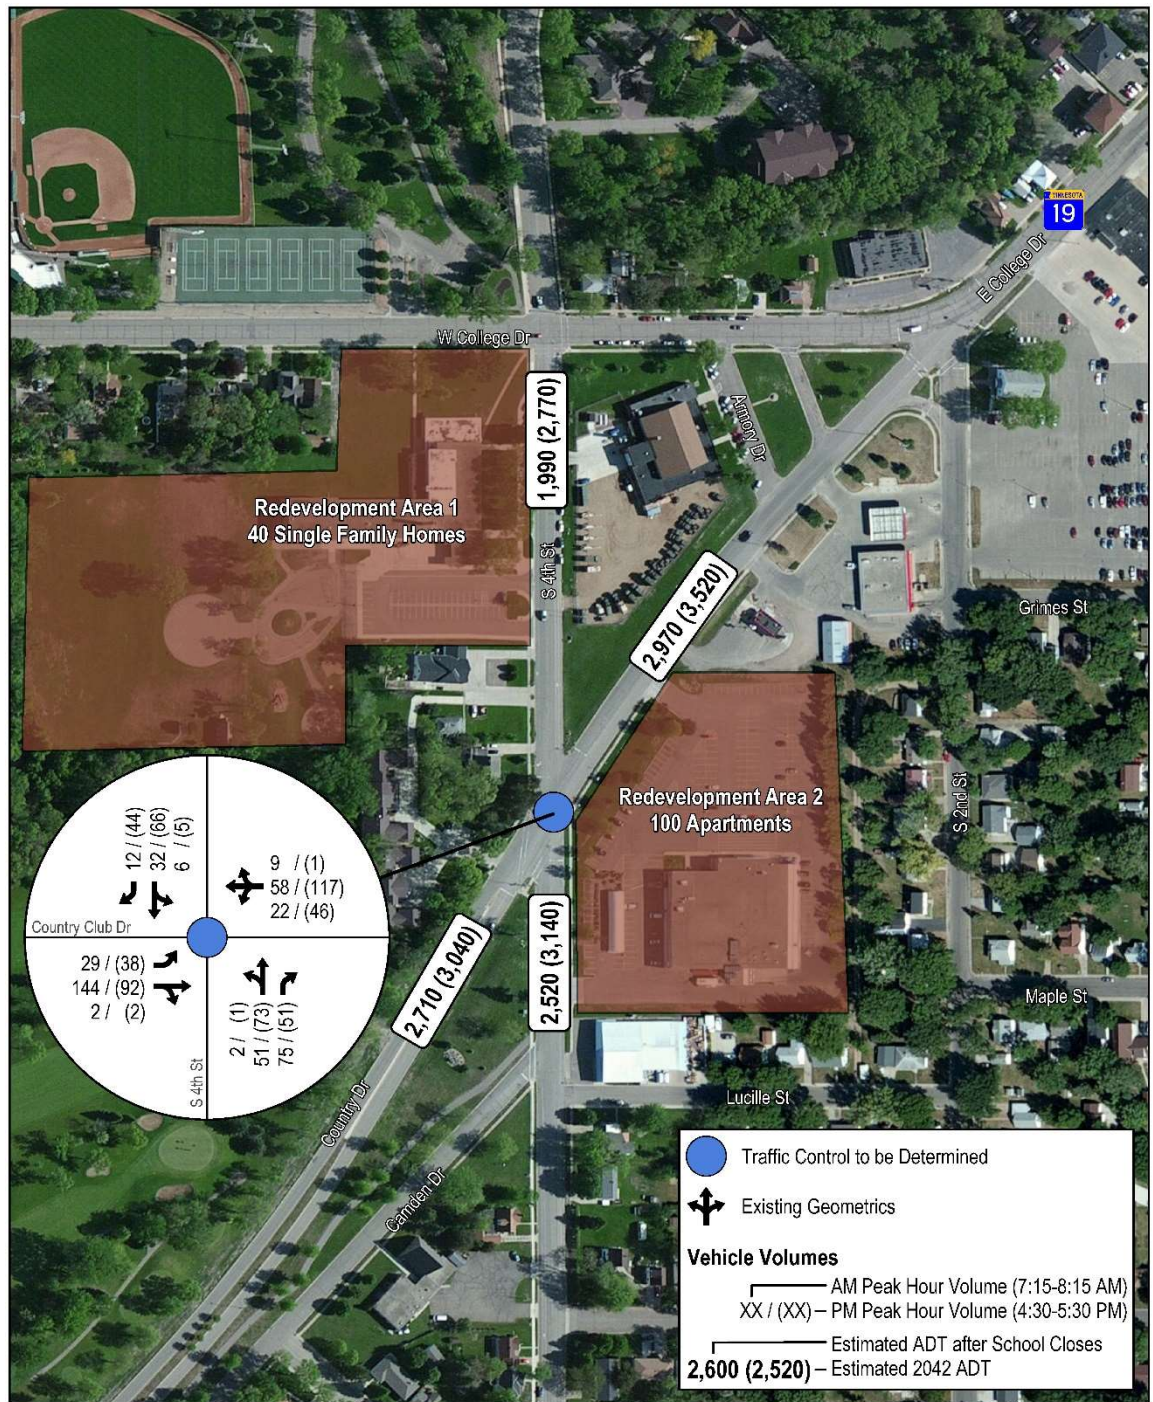 MINNESOTA
19
E College Dr
W College Dr
1,990 (2,770)
Armory Dr
Redevelopment Area 1
40 Single Family Homes
S 4th St
2,970 (3,520)
Grimes St
Redevelopment Area 2
100 Apartments
S 2nd St
12 / (44)
32 / (66)
6 / (5)
9 / (1)
58 / (117)
22 / (46)
Country Club Dr
29 / (38)
144 / (92)
2 / (2)
2 / (1)
51 / (73)
75 / (51)
S 4th St
2,710 (3,040)
2,520 (3,140)
Maple St
Lucille St
Country Dr
Camden Dr
Traffic Control to be Determined
Existing Geometrics
Vehicle Volumes
AM Peak Hour Volume (7:15-8:15 AM)
XX / (XX) – PM Peak Hour Volume (4:30-5:30 PM)
Estimated ADT after School Closes
2,600 (2,520) – Estimated 2042 ADT